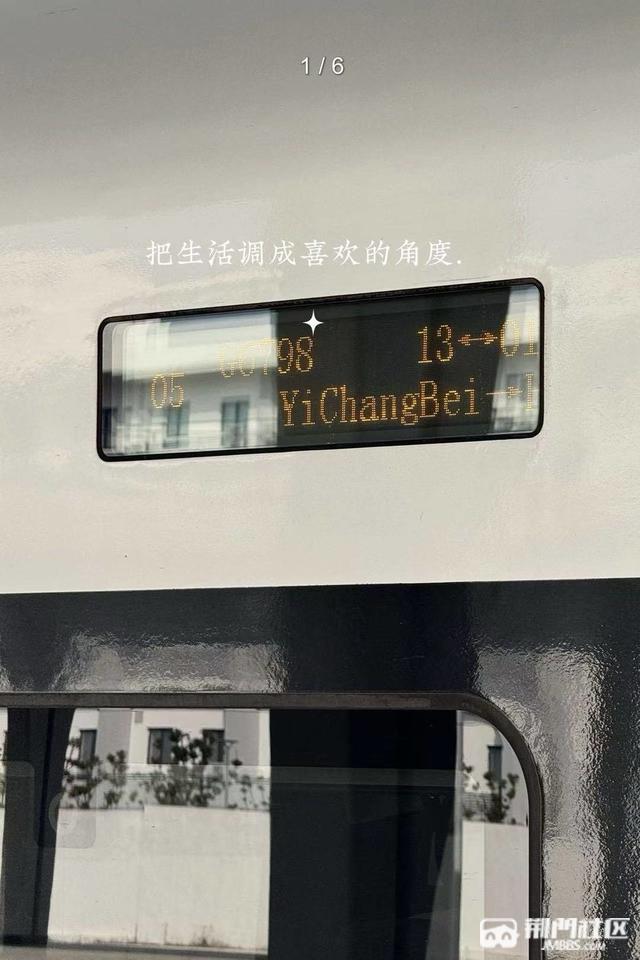 1 / 6
把生活调成喜欢的角度.
G6798 13↔01
05 YiChangBei→
荆门社区
JMBBS.COM